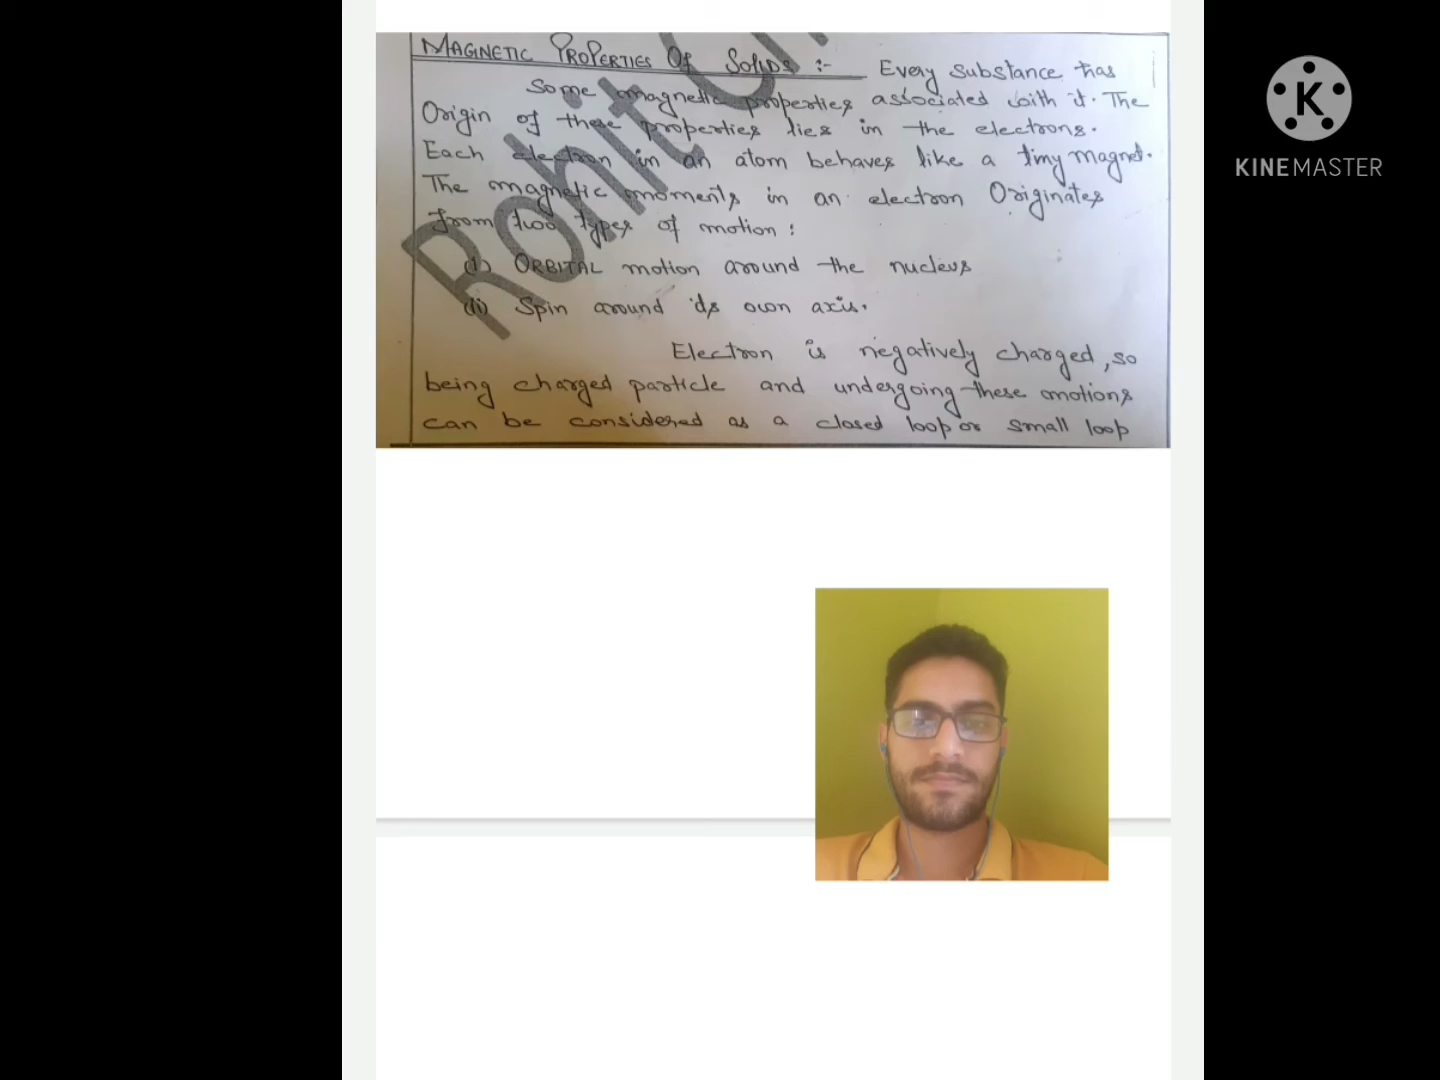 MAGNETIC PROPERTIES OF SOLIDS :- Every substance has
Some magnetic properties associated with it. The
Origin of these properties lies in the electrons.
Each electron in an atom behaves like a tiny magnet.
The magnetic moments in an electron Originates
from two types of motion :
(i) ORBITAL motion around the nucleus
(ii) Spin around its own axis.
Electron is negatively charged, so
being charged particle and undergoing these motions
can be considered as a closed loop or small loop
Rohit
K
KINEMASTER